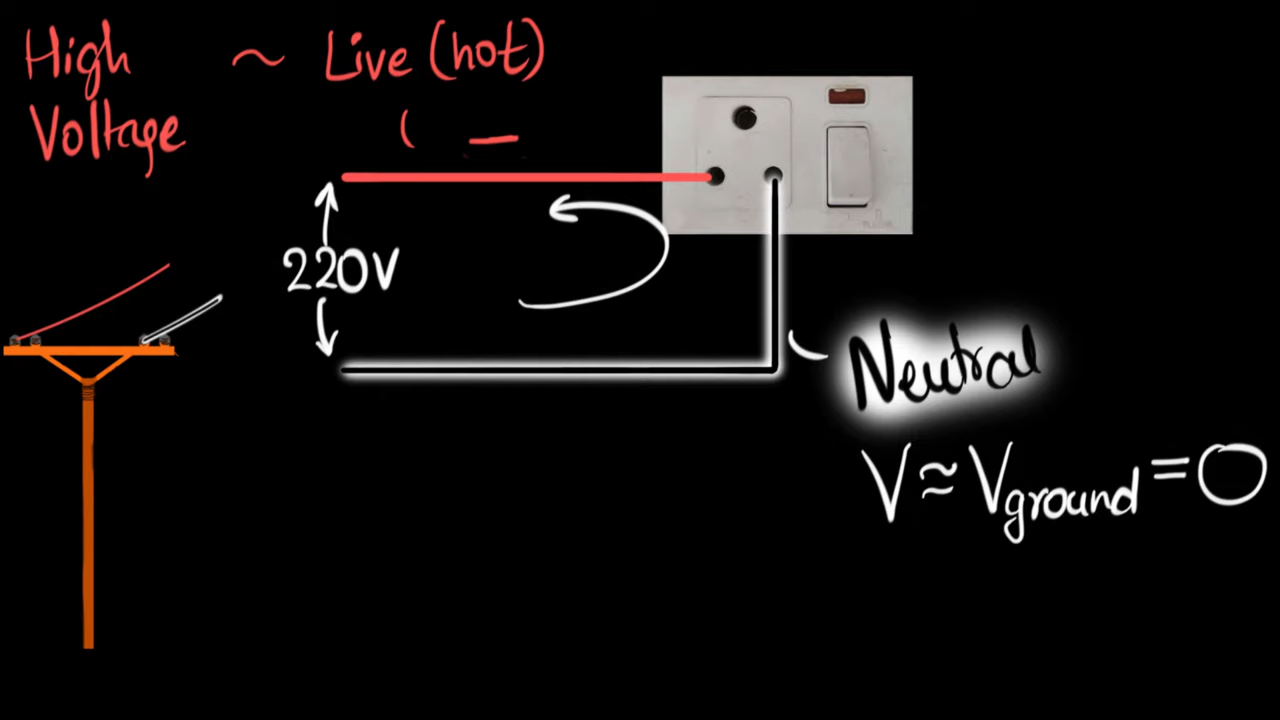 High ~ Live (hot)
Voltage
( —
220V
Neutral
V ≈ Vground = 0